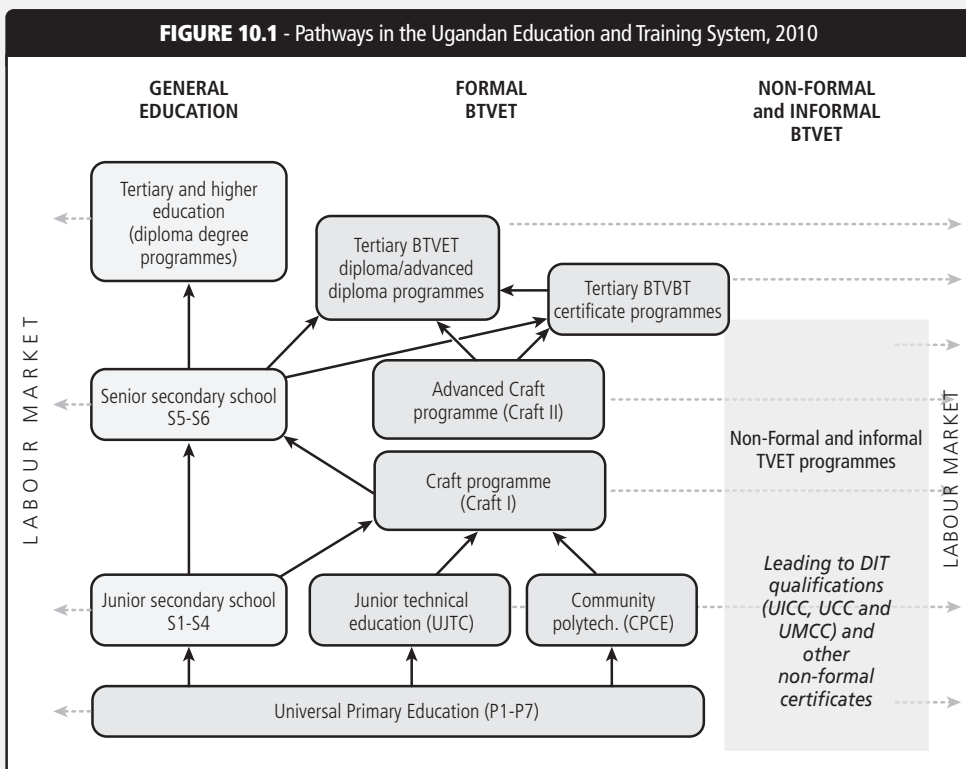 FIGURE 10.1 - Pathways in the Ugandan Education and Training System, 2010
GENERAL
EDUCATION
FORMAL
BTVET
NON-FORMAL
and INFORMAL
BTVET
Tertiary and higher
education
(diploma degree
programmes)
Tertiary BTVET
diploma/advanced
diploma programmes
Tertiary BTVBT
certificate programmes
LABOUR MARKET
Senior secondary school
S5-S6
Advanced Craft
programme (Craft II)
Non-Formal and informal
TVET programmes
LABOUR MARKET
Craft programme
(Craft I)
Junior secondary school
S1-S4
Junior technical
education (UJTC)
Community
polytech. (CPCE)
Leading to DIT
qualifications
(UICC, UCC and
UMCC) and
other
non-formal
certificates
Universal Primary Education (P1-P7)